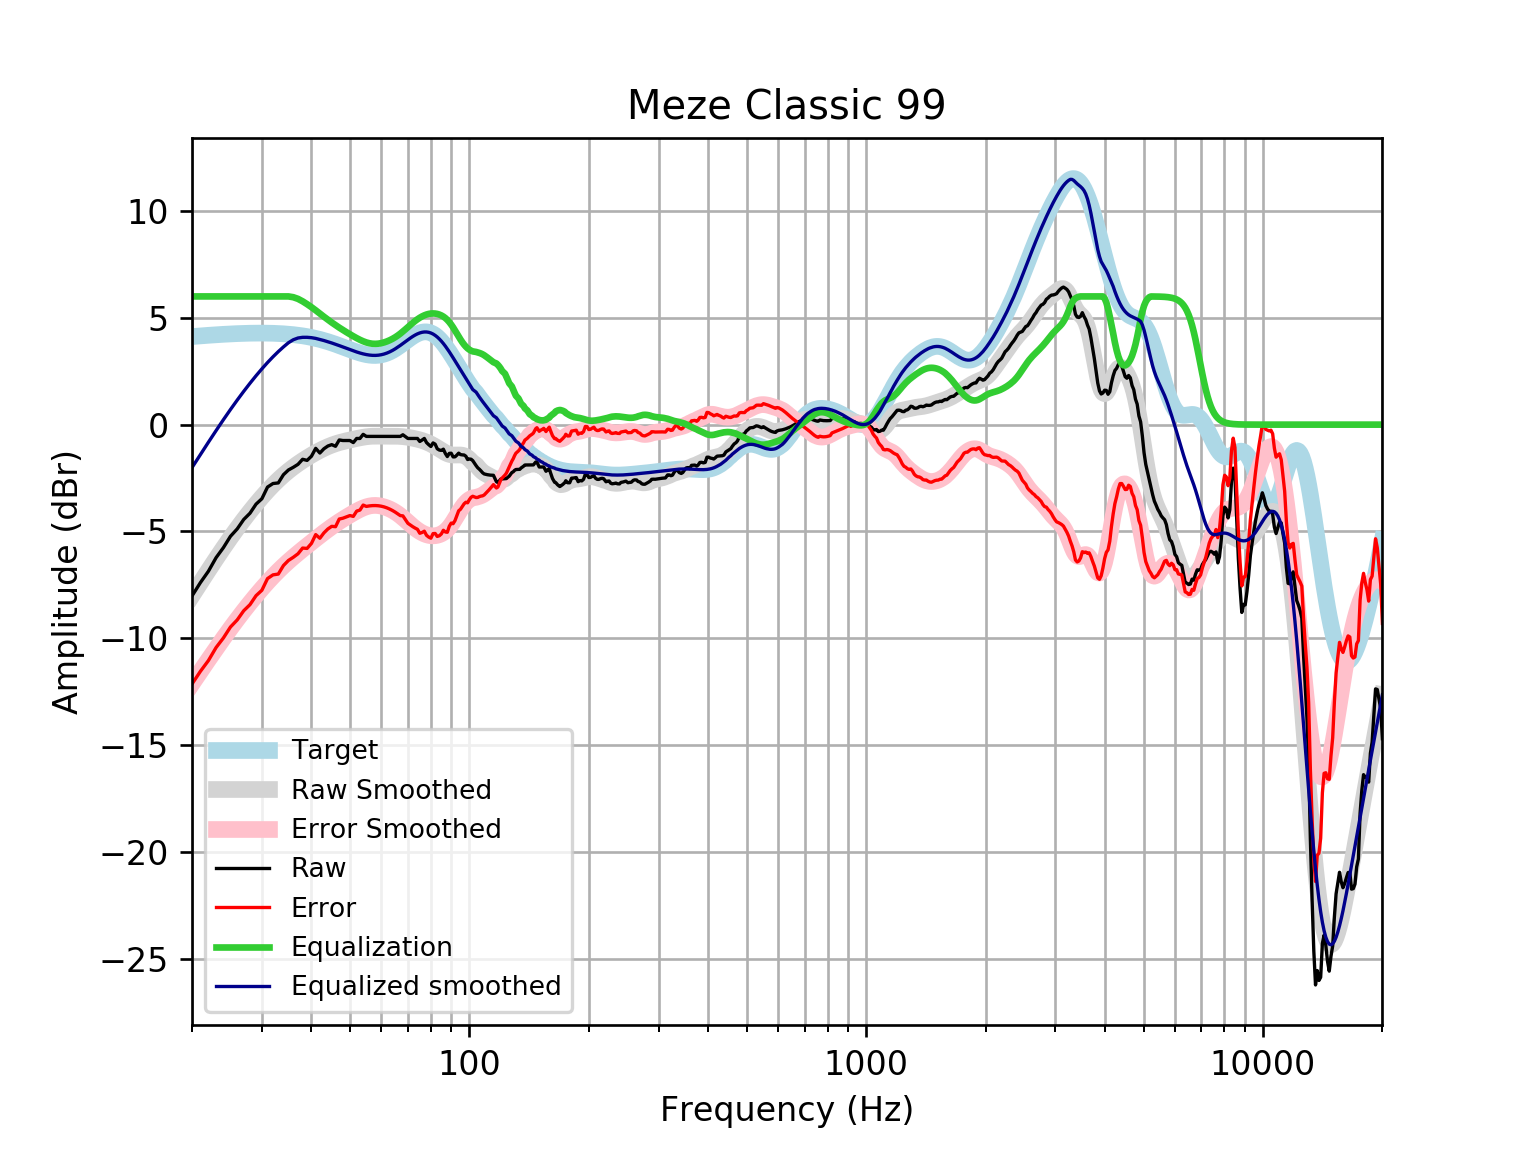 Meze Classic 99
10
5
0
−5
−10
−15
−20
−25
Amplitude (dBr)
Target
Raw Smoothed
Error Smoothed
Raw
Error
Equalization
Equalized smoothed
100
1000
10000
Frequency (Hz)